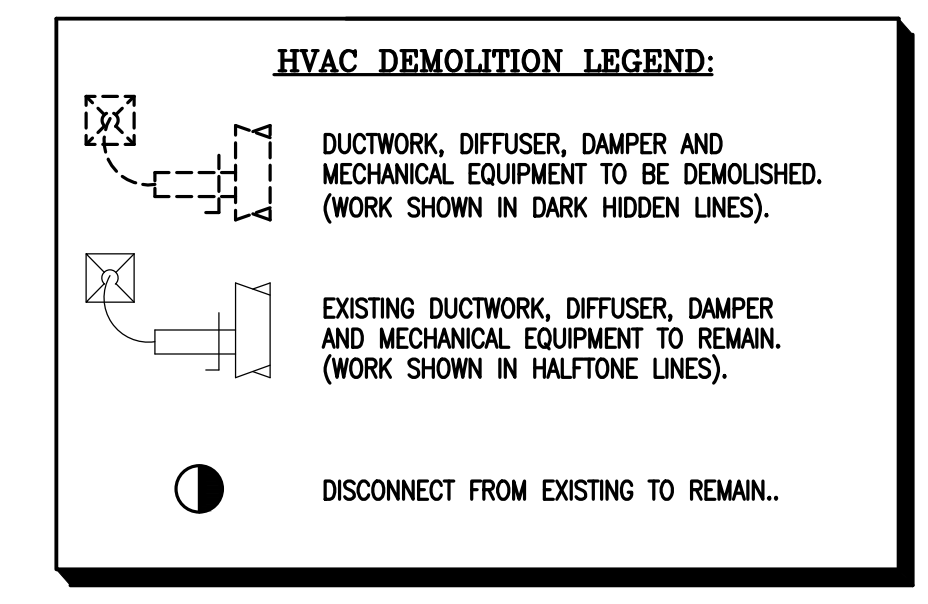 HVAC DEMOLITION LEGEND:
DUCTWORK, DIFFUSER, DAMPER AND
MECHANICAL EQUIPMENT TO BE DEMOLISHED.
(WORK SHOWN IN DARK HIDDEN LINES).
EXISTING DUCTWORK, DIFFUSER, DAMPER
AND MECHANICAL EQUIPMENT TO REMAIN.
(WORK SHOWN IN HALFTONE LINES).
DISCONNECT FROM EXISTING TO REMAIN..